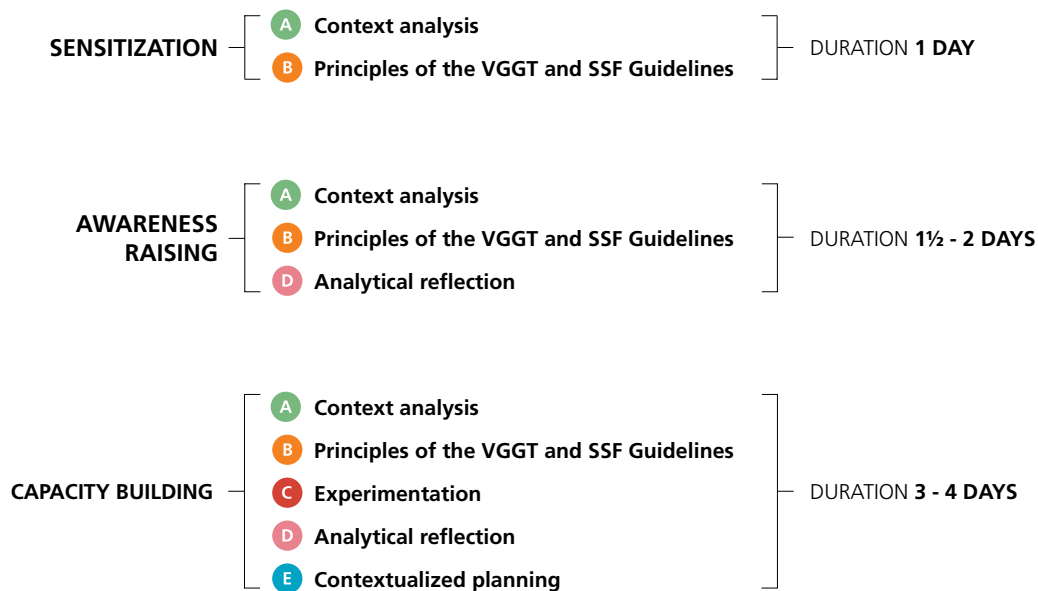 SENSITIZATION
A Context analysis
B Principles of the VGGT and SSF Guidelines
DURATION 1 DAY
AWARENESS
RAISING
A Context analysis
B Principles of the VGGT and SSF Guidelines
D Analytical reflection
DURATION 1½ - 2 DAYS
CAPACITY BUILDING
A Context analysis
B Principles of the VGGT and SSF Guidelines
C Experimentation
D Analytical reflection
E Contextualized planning
DURATION 3 - 4 DAYS